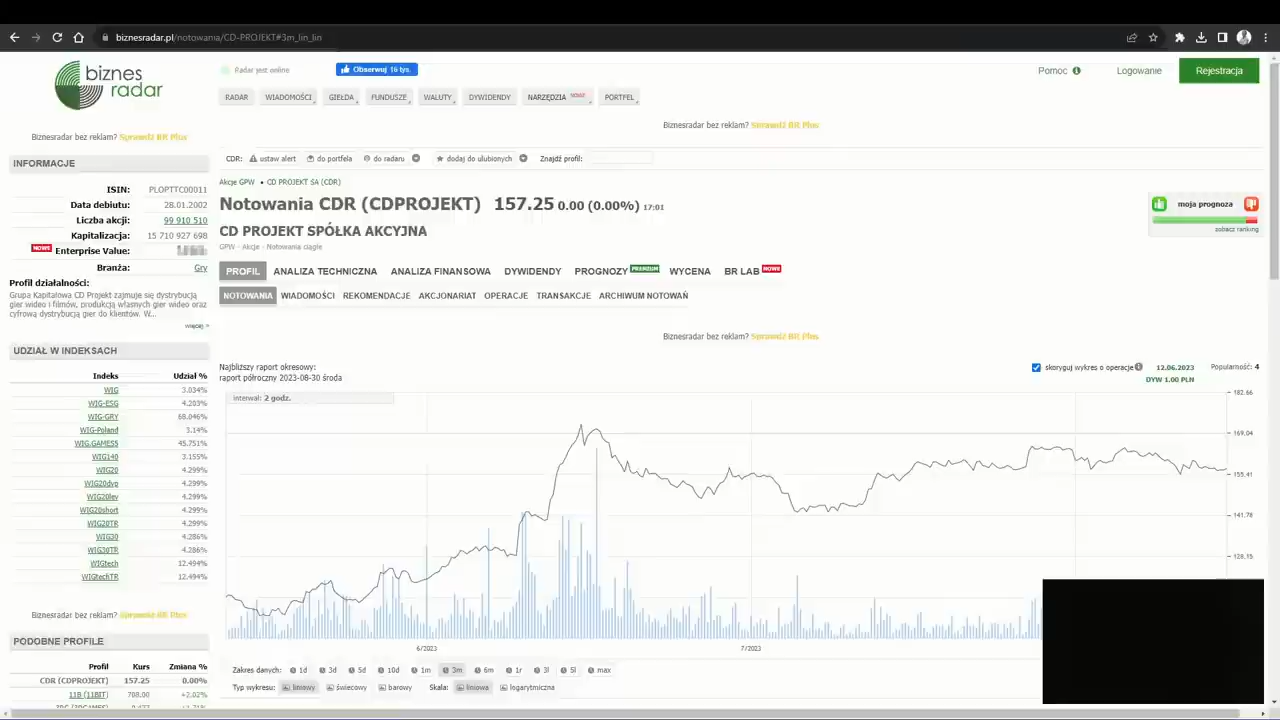 biznesradar.pl/notowania/CD-PROJEKT#3m_lin_lin
biznes
radar
Radar jest online
Obserwuj 16 tys.
Pomoc
Logowanie
Rejestracja
RADAR WIADOMOŚCI GIEŁDA FUNDUSZE WALUTY DYWIDENDY NARZĘDZIA NOWE PORTFEL
Biznesradar bez reklam? Sprawdź BR Plus
Biznesradar bez reklam? Sprawdź BR Plus
INFORMACJE
ISIN: PLOPTTC00011
Data debiutu: 28.01.2002
Liczba akcji: 99 910 510
Kapitalizacja: 15 710 927 698
NOWE Enterprise Value:
Branża: Gry
Profil działalności:
Grupa Kapitałowa CD Projekt zajmuje się dystrybucją
gier wideo i filmów, produkcją własnych gier wideo oraz
cyfrową dystrybucją gier do klientów. W...
więcej >
UDZIAŁ W INDEKSACH
Indeks Udział %
WIG 3.034%
WIG-ESG 4.203%
WIG-GRY 68.046%
WIG-Poland 3.14%
WIG.GAMES5 45.751%
WIG140 3.155%
WIG20 4.299%
WIG20dvp 4.299%
WIG20lev 4.299%
WIG20short 4.299%
WIG20TR 4.299%
WIG30 4.286%
WIG30TR 4.286%
WIGtech 12.494%
WIGtechTR 12.494%
Biznesradar bez reklam? Sprawdź BR Plus
PODOBNE PROFILE
Profil Kurs Zmiana %
CDR (CDPROJEKT) 157.25 0.00%
11B (11BIT) 708.00 +2.02%
CDR: ustaw alert do portfela do radaru dodaj do ulubionych Znajdź profil:
Akcje GPW • CD PROJEKT SA (CDR)
Notowania CDR (CDPROJEKT) 157.25 0.00 (0.00%) 17:01
CD PROJEKT SPÓŁKA AKCYJNA
GPW - Akcje - Notowania ciągłe
moja prognoza
zobacz ranking
PROFIL ANALIZA TECHNICZNA ANALIZA FINANSOWA DYWIDENDY PROGNOZY PREMIUM WYCENA BR LAB NOWE
NOTOWANIA WIADOMOŚCI REKOMENDACJE AKCJONARIAT OPERACJE TRANSAKCJE ARCHIWUM NOTOWAŃ
Biznesradar bez reklam? Sprawdź BR Plus
Najbliższy raport okresowy:
raport półroczny 2023-08-30 środa
skoryguj wykres o operacje
12.06.2023
DYW 1.00 PLN
Popularność: 4
interwał: 2 godz.
182.66
169.04
155.41
141.78
128.15
6/2023 7/2023
Zakres danych: 1d 3d 5d 10d 1m 3m 6m 1r 3l 5l max
Typ wykresu: liniowy świecowy barowy Skala: liniowa logarytmiczna